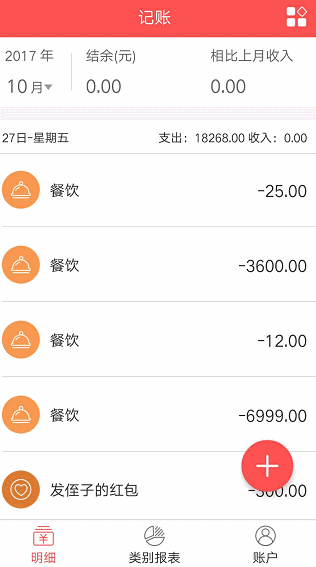 记账
2017 年 结余(元) 相比上月收入
10 月 0.00 0.00
27日-星期五 支出：18268.00 收入：0.00
餐饮 -25.00
餐饮 -3600.00
餐饮 -12.00
餐饮 -6999.00
发侄子的红包 -300.00
明细 类别报表 账户